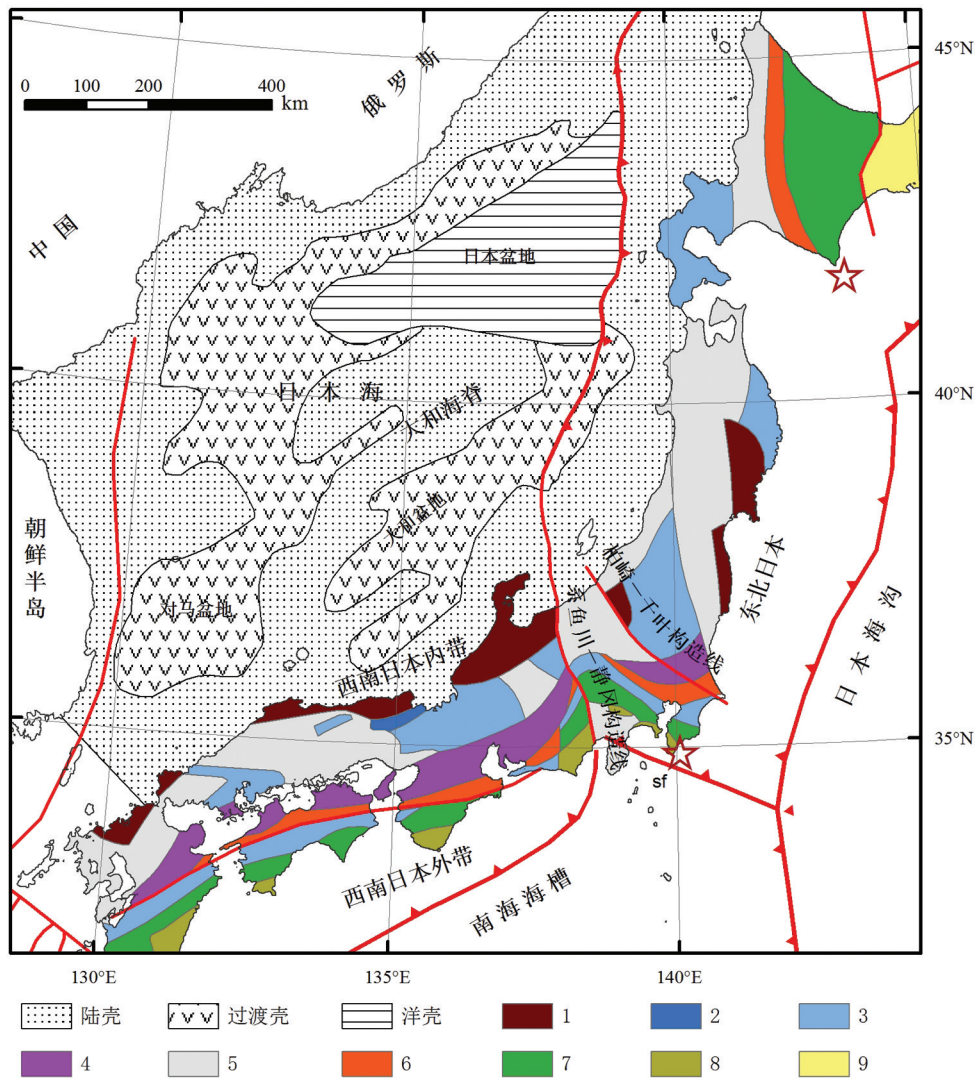 45°N
0 100 200 400
km
俄罗斯
中国
日本盆地
日本海
大和海脊
40°N
大和盆地
朝鲜半岛
对马盆地
柏崎—千叶构造线
东北日本
日本海沟
糸鱼川—静冈构造线
西南日本内带
35°N
sf
西南日本外带
南海海槽
130°E 135°E 140°E
陆壳 过渡壳 洋壳 1 2 3
4 5 6 7 8 9